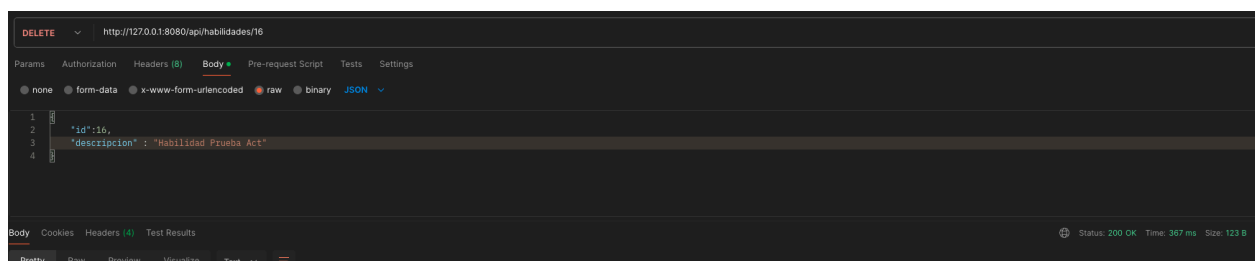 DELETE http://127.0.0.1:8080/api/habilidades/16
Params Authorization Headers (8) Body Pre-request Script Tests Settings
none form-data x-www-form-urlencoded raw binary JSON
1 {
2 "id":16,
3 "descripcion" : "Habilidad Prueba Act"
4 }
Body Cookies Headers (4) Test Results Status: 200 OK Time: 367 ms Size: 123 B
Pretty Raw Preview Visualize Text